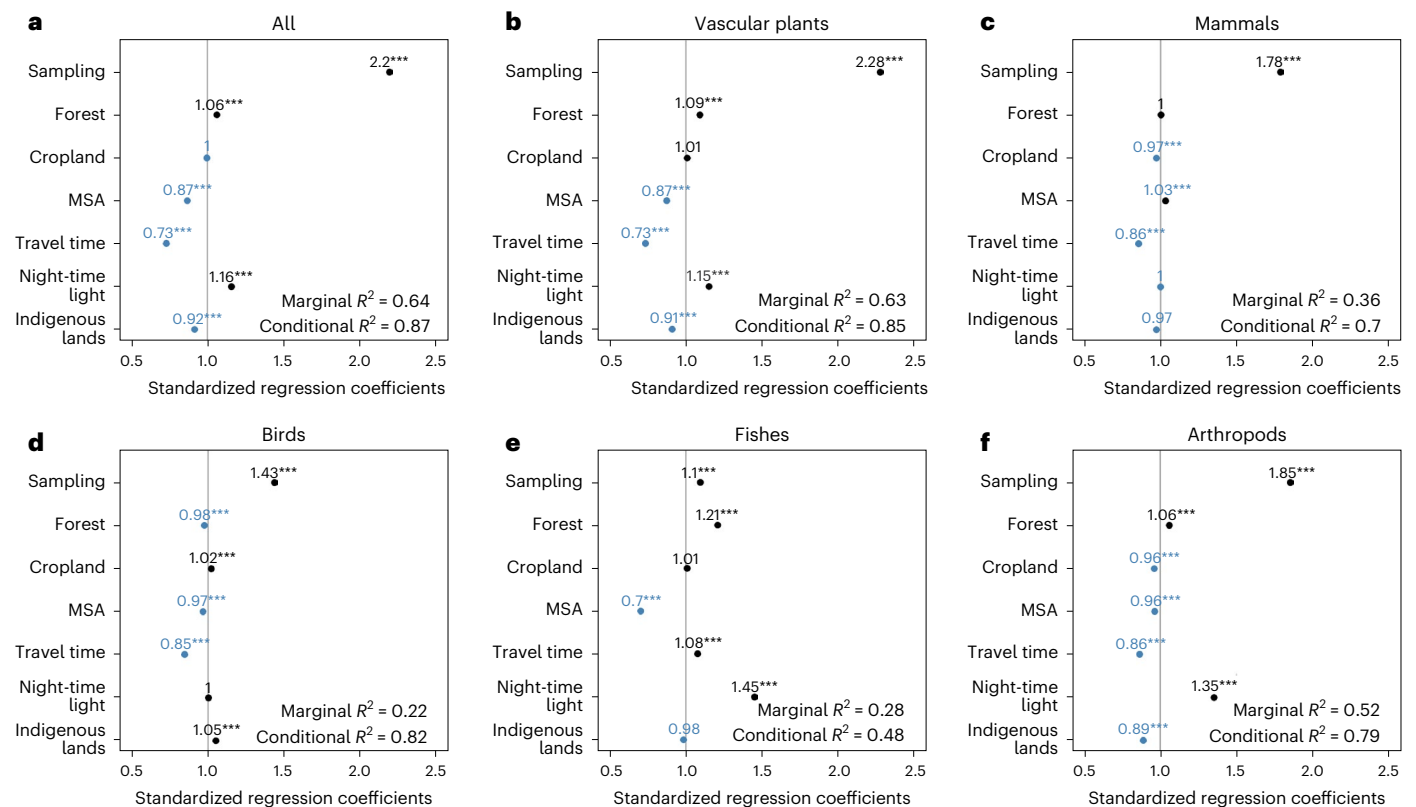 a
All
Sampling
2.2***
Forest
1.06***
Cropland
1
MSA
0.87***
Travel time
0.73***
Night-time
light
1.16***
Indigenous
lands
0.92***
Marginal R² = 0.64
Conditional R² = 0.87
0.5 1.0 1.5 2.0 2.5
Standardized regression coefficients
b
Vascular plants
Sampling
2.28***
Forest
1.09***
Cropland
1.01
MSA
0.87***
Travel time
0.73***
Night-time
light
1.15***
Indigenous
lands
0.91***
Marginal R² = 0.63
Conditional R² = 0.85
0.5 1.0 1.5 2.0 2.5
Standardized regression coefficients
c
Mammals
Sampling
1.78***
Forest
1
Cropland
0.97***
MSA
1.03***
Travel time
0.86***
Night-time
light
1
Indigenous
lands
0.97
Marginal R² = 0.36
Conditional R² = 0.7
0.5 1.0 1.5 2.0 2.5
Standardized regression coefficients
d
Birds
Sampling
1.43***
Forest
0.98***
Cropland
1.02***
MSA
0.97***
Travel time
0.85***
Night-time
light
1
Indigenous
lands
1.05***
Marginal R² = 0.22
Conditional R² = 0.82
0.5 1.0 1.5 2.0 2.5
Standardized regression coefficients
e
Fishes
Sampling
1.1***
Forest
1.21***
Cropland
1.01
MSA
0.7***
Travel time
1.08***
Night-time
light
1.45***
Indigenous
lands
0.98
Marginal R² = 0.28
Conditional R² = 0.48
0.5 1.0 1.5 2.0 2.5
Standardized regression coefficients
f
Arthropods
Sampling
1.85***
Forest
1.06***
Cropland
0.96***
MSA
0.96***
Travel time
0.86***
Night-time
light
1.35***
Indigenous
lands
0.89***
Marginal R² = 0.52
Conditional R² = 0.79
0.5 1.0 1.5 2.0 2.5
Standardized regression coefficients